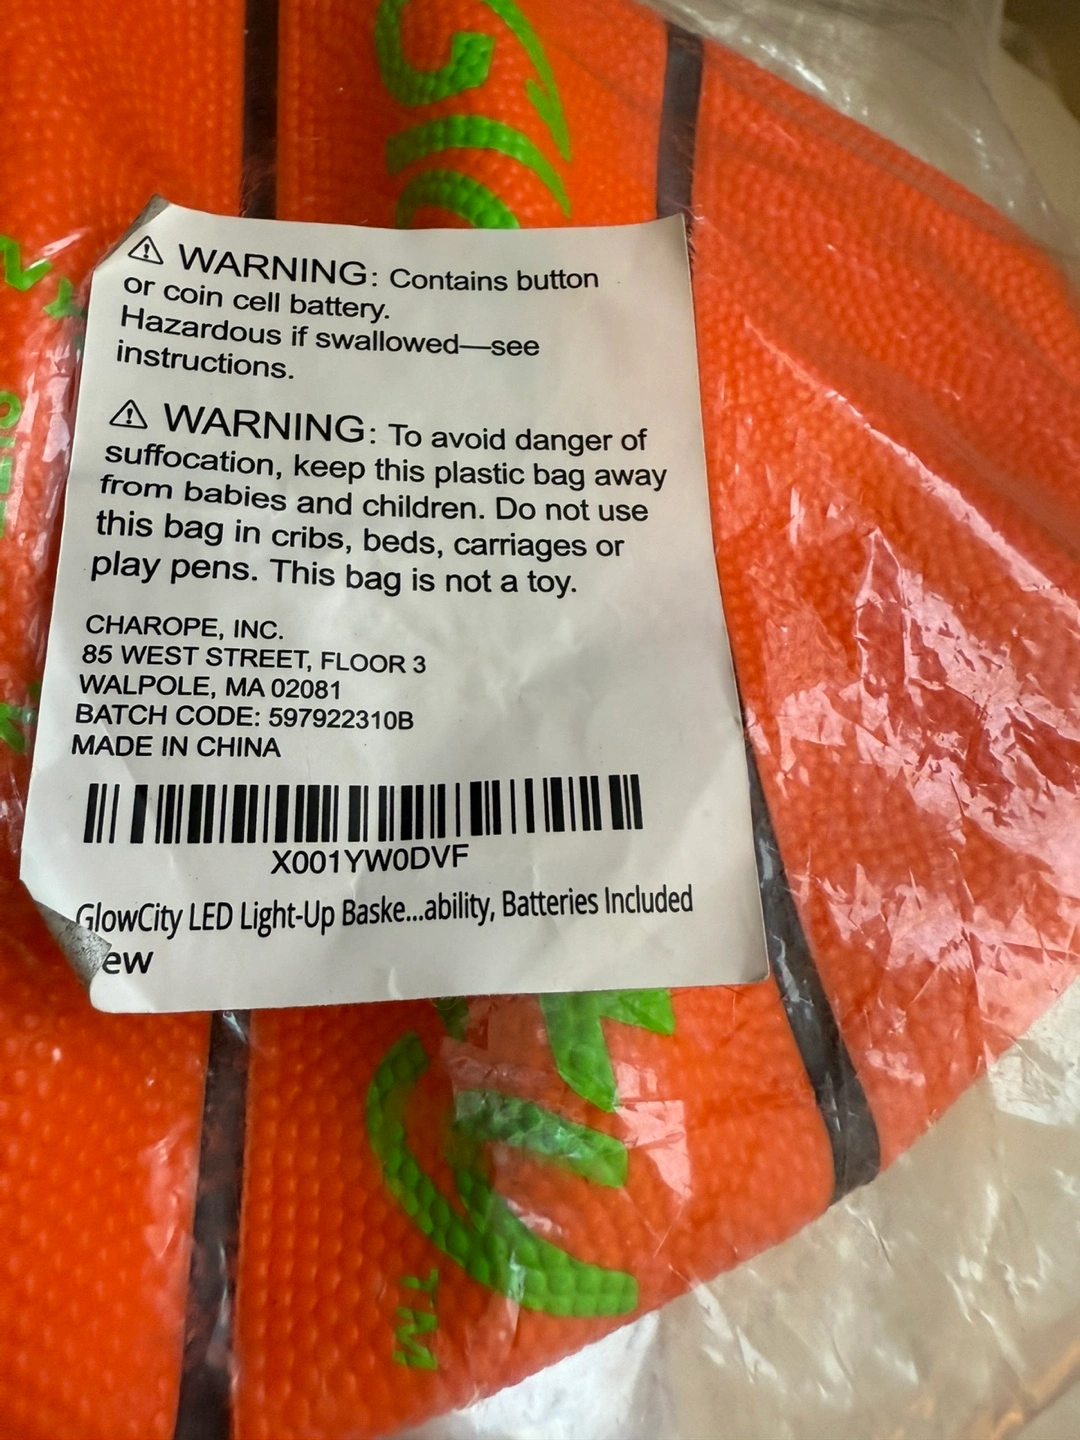 ⚠ WARNING: Contains button
or coin cell battery.
Hazardous if swallowed—see
instructions.
⚠ WARNING: To avoid danger of
suffocation, keep this plastic bag away
from babies and children. Do not use
this bag in cribs, beds, carriages or
play pens. This bag is not a toy.
CHAROPE, INC.
85 WEST STREET, FLOOR 3
WALPOLE, MA 02081
BATCH CODE: 597922310B
MADE IN CHINA
X001YW0DVF
GlowCity LED Light-Up Baske...ability, Batteries Included
ew
TM